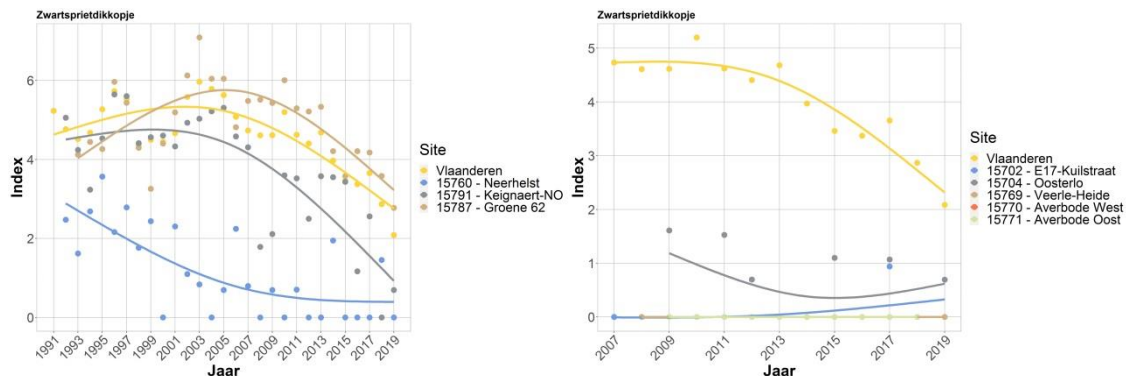 Zwartsprietdikkopje
6
4
2
0
Index
1991
1993
1995
1997
1999
2001
2003
2005
2007
2009
2011
2013
2015
2017
2019
Jaar
Site
Vlaanderen
15760 - Neerhelst
15791 - Keignaert-NO
15787 - Groene 62
Zwartsprietdikkopje
5
4
3
2
1
0
Index
2007
2009
2011
2013
2015
2017
2019
Jaar
Site
Vlaanderen
15702 - E17-Kuilstraat
15704 - Oosterlo
15769 - Veerle-Heide
15770 - Averbode West
15771 - Averbode Oost